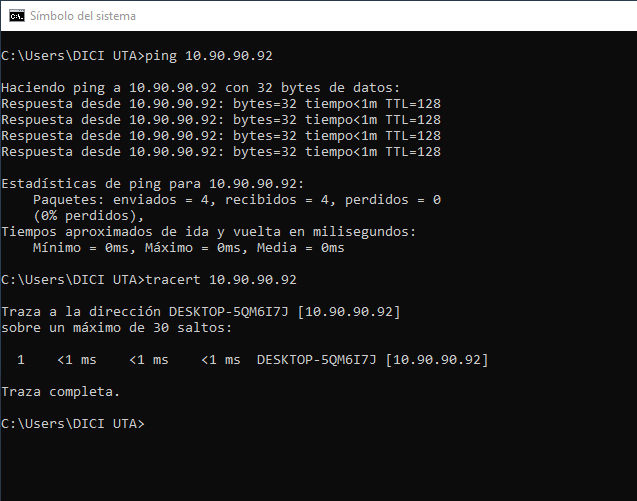 Símbolo del sistema
C:\Users\DICI UTA>ping 10.90.90.92
Haciendo ping a 10.90.90.92 con 32 bytes de datos:
Respuesta desde 10.90.90.92: bytes=32 tiempo<1m TTL=128
Respuesta desde 10.90.90.92: bytes=32 tiempo<1m TTL=128
Respuesta desde 10.90.90.92: bytes=32 tiempo<1m TTL=128
Respuesta desde 10.90.90.92: bytes=32 tiempo<1m TTL=128
Estadísticas de ping para 10.90.90.92:
    Paquetes: enviados = 4, recibidos = 4, perdidos = 0
    (0% perdidos),
Tiempos aproximados de ida y vuelta en milisegundos:
    Mínimo = 0ms, Máximo = 0ms, Media = 0ms
C:\Users\DICI UTA>tracert 10.90.90.92
Traza a la dirección DESKTOP-5QM6I7J [10.90.90.92]
sobre un máximo de 30 saltos:
  1    <1 ms    <1 ms    <1 ms  DESKTOP-5QM6I7J [10.90.90.92]
Traza completa.
C:\Users\DICI UTA>